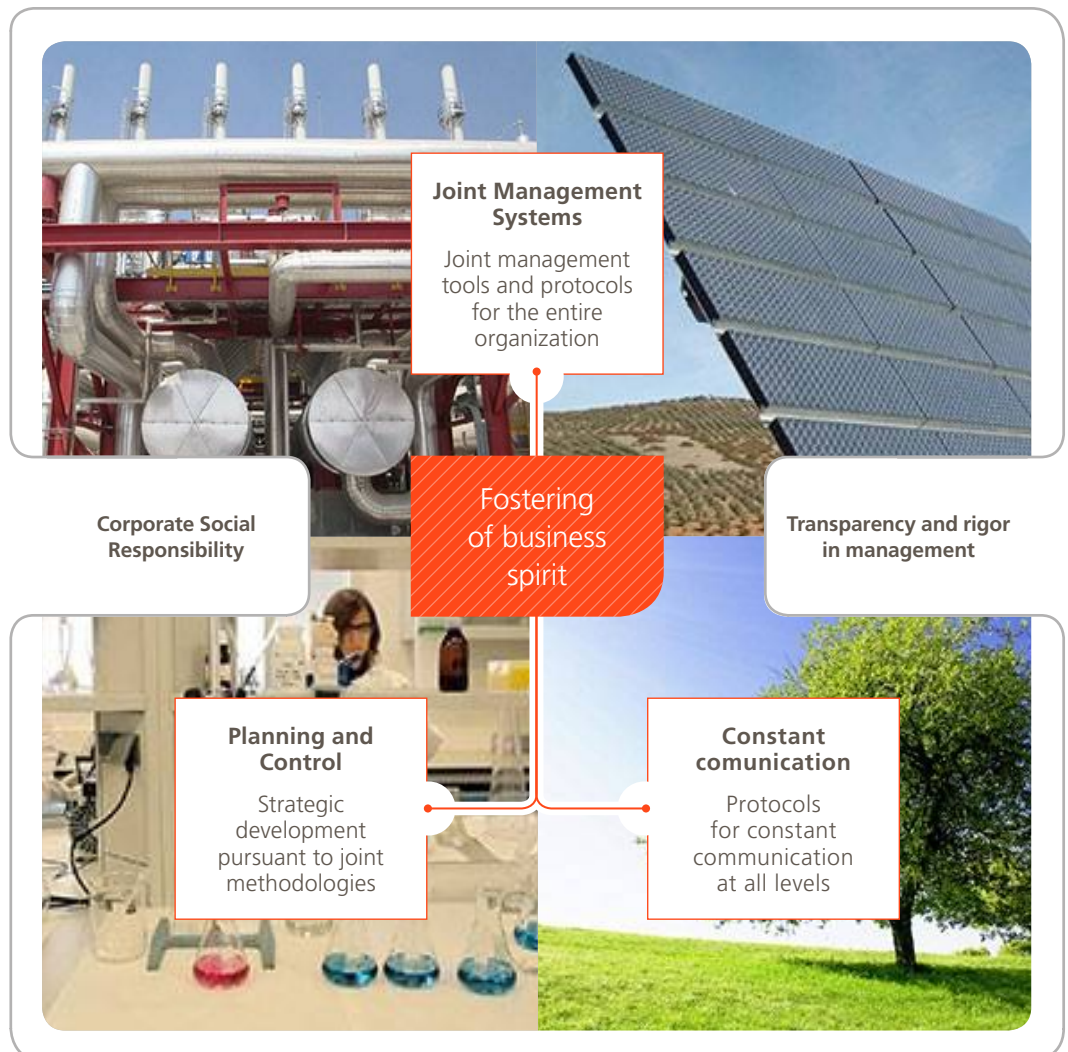 Joint Management
Systems
Joint management
tools and protocols
for the entire
organization
Corporate Social
Responsibility
Fostering
of business
spirit
Transparency and rigor
in management
Planning and
Control
Strategic
development
pursuant to joint
methodologies
Constant
comunication
Protocols
for constant
communication
at all levels